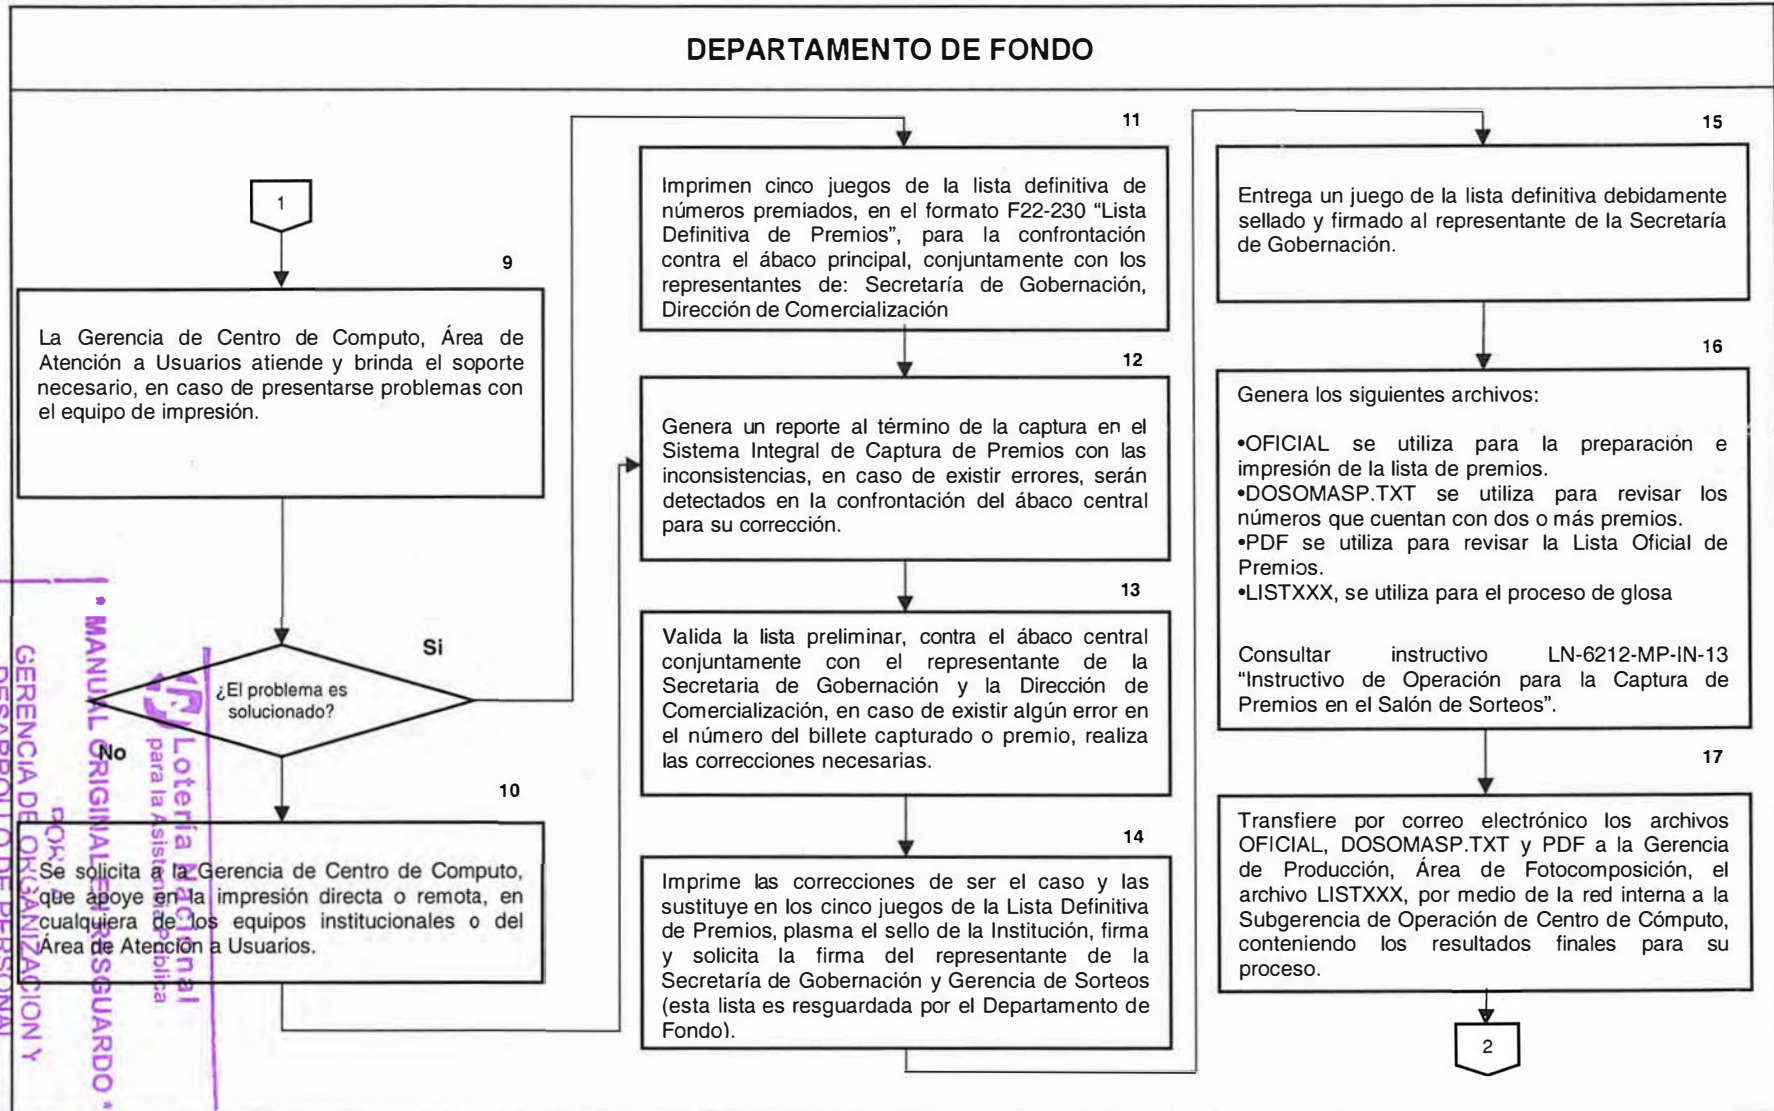 DEPARTAMENTO DE FONDO
1
9
La Gerencia de Centro de Computo, Área de
Atención a Usuarios atiende y brinda el soporte
necesario, en caso de presentarse problemas con
el equipo de impresión.
¿El problema es
solucionado?
Si
No
10
Se solicita a la Gerencia de Centro de Computo,
que apoye en la impresión directa o remota, en
cualquiera de los equipos institucionales o del
Área de Atención a Usuarios.
11
Imprimen cinco juegos de la lista definitiva de
números premiados, en el formato F22-230 “Lista
Definitiva de Premios”, para la confrontación
contra el ábaco principal, conjuntamente con los
representantes de: Secretaría de Gobernación,
Dirección de Comercialización
12
Genera un reporte al término de la captura en el
Sistema Integral de Captura de Premios con las
inconsistencias, en caso de existir errores, serán
detectados en la confrontación del ábaco central
para su corrección.
13
Valida la lista preliminar, contra el ábaco central
conjuntamente con el representante de la
Secretaria de Gobernación y la Dirección de
Comercialización, en caso de existir algún error en
el número del billete capturado o premio, realiza
las correcciones necesarias.
14
Imprime las correcciones de ser el caso y las
sustituye en los cinco juegos de la Lista Definitiva
de Premios, plasma el sello de la Institución, firma
y solicita la firma del representante de la
Secretaría de Gobernación y Gerencia de Sorteos
(esta lista es resguardada por el Departamento de
Fondo).
15
Entrega un juego de la lista definitiva debidamente
sellado y firmado al representante de la Secretaría
de Gobernación.
16
Genera los siguientes archivos:
•OFICIAL se utiliza para la preparación e
impresión de la lista de premios.
•DOSOMASP.TXT se utiliza para revisar los
números que cuentan con dos o más premios.
•PDF se utiliza para revisar la Lista Oficial de
Premios.
•LISTXXX, se utiliza para el proceso de glosa
Consultar instructivo LN-6212-MP-IN-13
“Instructivo de Operación para la Captura de
Premios en el Salón de Sorteos”.
17
Transfiere por correo electrónico los archivos
OFICIAL, DOSOMASP.TXT y PDF a la Gerencia
de Producción, Área de Fotocomposición, el
archivo LISTXXX, por medio de la red interna a la
Subgerencia de Operación de Centro de Cómputo,
conteniendo los resultados finales para su
proceso.
2
Lotería Nacional
para la Asistencia Pública
* MANUAL ORIGINAL EN RESGUARDO *
POR LA
GERENCIA DE ORGANIZACION Y
DESARROLLO DE PERSONAL